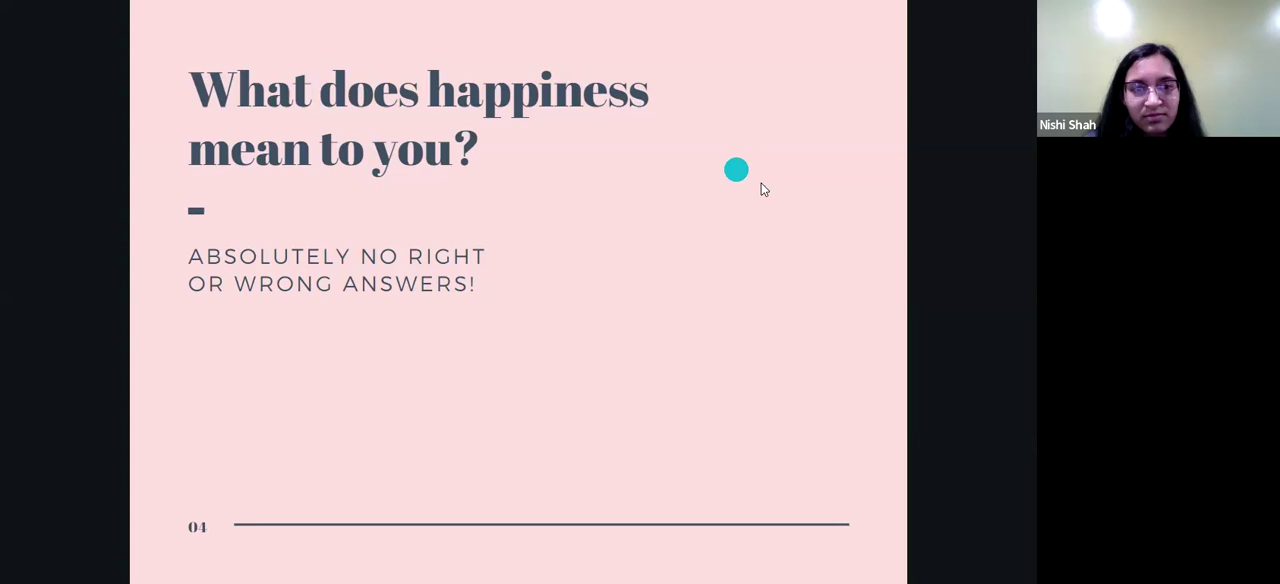 What does happiness
mean to you?
-
ABSOLUTELY NO RIGHT
OR WRONG ANSWERS!
04
Nishi Shah